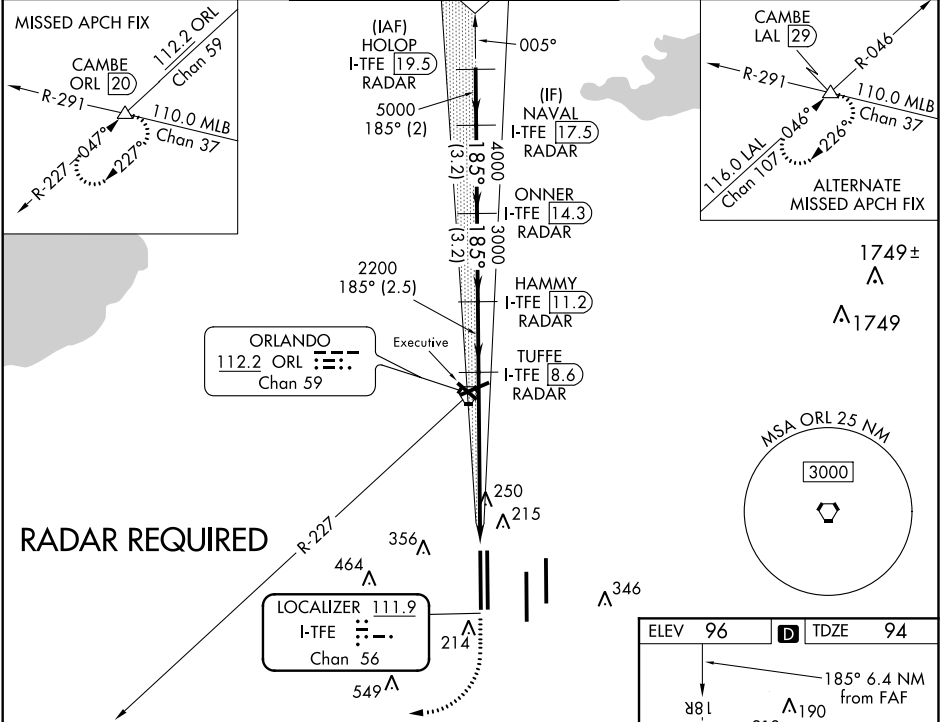 MISSED APCH FIX
112.2 ORL
Chan 59
CAMBE
ORL 20
R-291
110.0 MLB
Chan 37
047°
227°
R-227
(IAF)
HOLOP
I-TFE 19.5
RADAR
005°
5000
185° (2)
(IF)
NAVAL
I-TFE 17.5
RADAR
4000
185°
(3.2)
ONNER
I-TFE 14.3
RADAR
3000
185°
(3.2)
HAMMY
I-TFE 11.2
RADAR
2200
185° (2.5)
TUFFE
I-TFE 8.6
RADAR
CAMBE
LAL 29
R-046
R-291
110.0 MLB
Chan 37
046°
226°
116.0 LAL
Chan 107
ALTERNATE
MISSED APCH FIX
1749±
1749
ORLANDO
112.2 ORL
Chan 59
Executive
MSA ORL 25 NM
3000
RADAR REQUIRED
R-227
250
215
356
464
346
LOCALIZER 111.9
I-TFE
Chan 56
214
549
ELEV 96 D TDZE 94
185° 6.4 NM
from FAF
18R
190